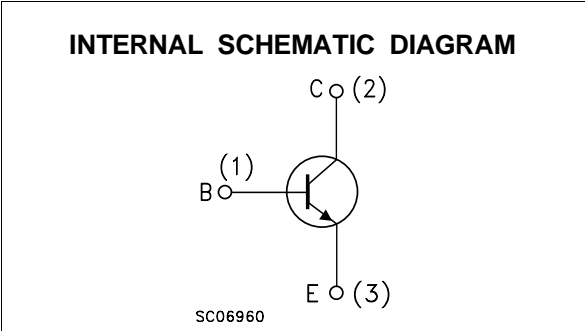 INTERNAL SCHEMATIC DIAGRAM
C (2)
(1)
B
E (3)
SC06960